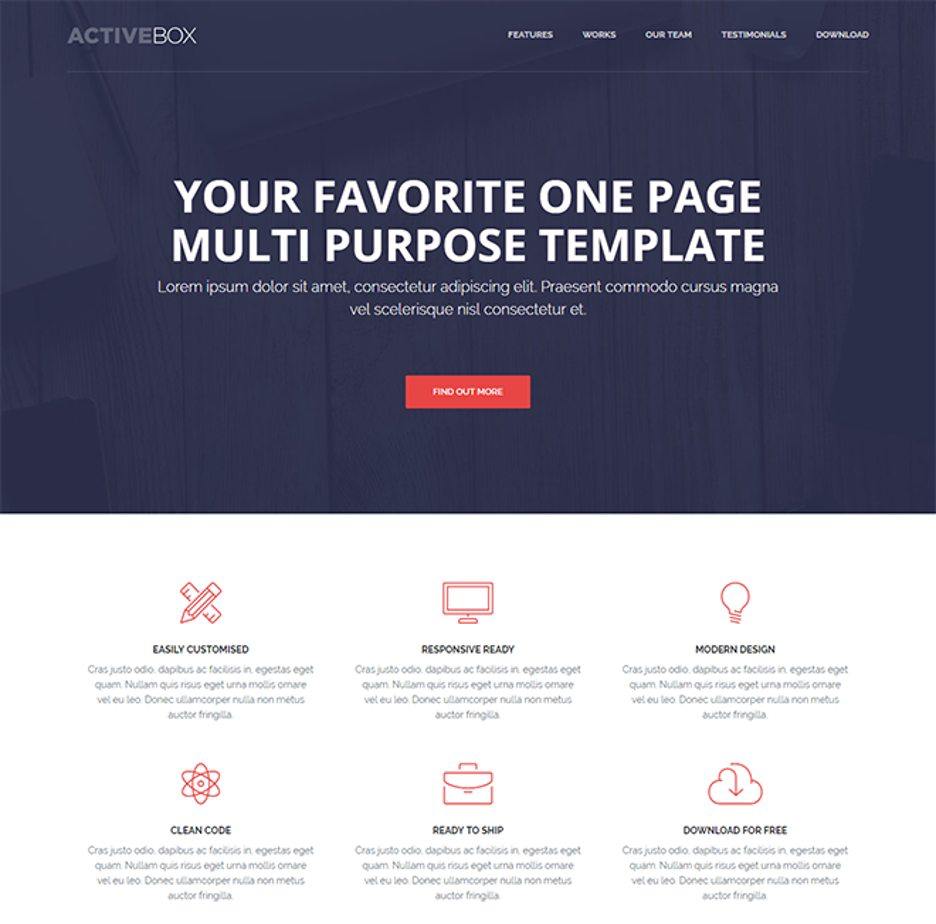 ACTIVEBOX
FEATURES WORKS OUR TEAM TESTIMONIALS DOWNLOAD
YOUR FAVORITE ONE PAGE
MULTI PURPOSE TEMPLATE
Lorem ipsum dolor sit amet, consectetur adipiscing elit. Praesent commodo cursus magna
vel scelerisque nisl consectetur et.
FIND OUT MORE
EASILY CUSTOMISED
Cras justo odio, dapibus ac facilisis in, egestas eget
quam. Nullam quis risus eget urna mollis ornare
vel eu leo. Donec ullamcorper nulla non metus
auctor fringilla.
RESPONSIVE READY
Cras justo odio, dapibus ac facilisis in, egestas eget
quam. Nullam quis risus eget urna mollis ornare
vel eu leo. Donec ullamcorper nulla non metus
auctor fringilla.
MODERN DESIGN
Cras justo odio, dapibus ac facilisis in, egestas eget
quam. Nullam quis risus eget urna mollis ornare
vel eu leo. Donec ullamcorper nulla non metus
auctor fringilla.
CLEAN CODE
Cras justo odio, dapibus ac facilisis in, egestas eget
quam. Nullam quis risus eget urna mollis ornare
vel eu leo. Donec ullamcorper nulla non metus
auctor fringilla.
READY TO SHIP
Cras justo odio, dapibus ac facilisis in, egestas eget
quam. Nullam quis risus eget urna mollis ornare
vel eu leo. Donec ullamcorper nulla non metus
auctor fringilla.
DOWNLOAD FOR FREE
Cras justo odio, dapibus ac facilisis in, egestas eget
quam. Nullam quis risus eget urna mollis ornare
vel eu leo. Donec ullamcorper nulla non metus
auctor fringilla.